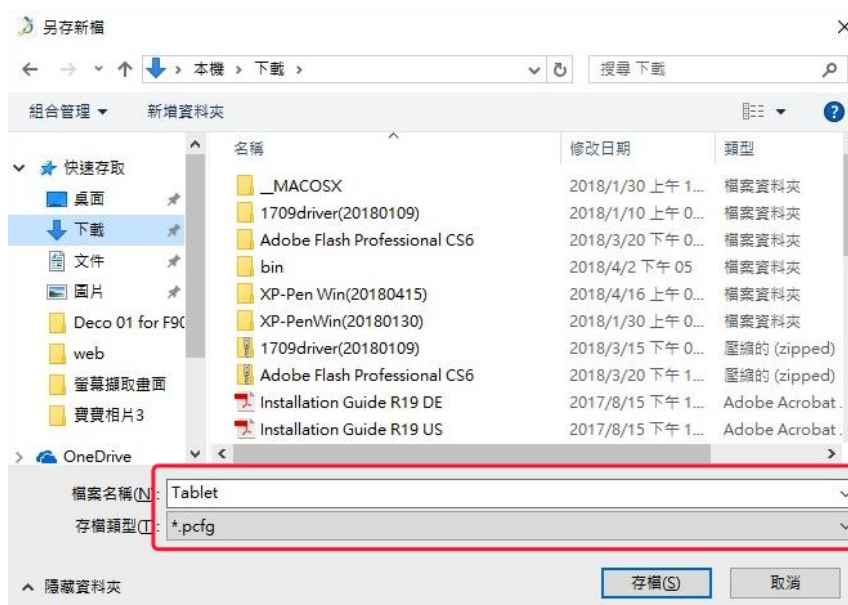 另存新檔
本機 › 下載 ›
搜尋 下載
組合管理 新增資料夾
名稱 修改日期 類型
快速存取
桌面
下載
文件
圖片
Deco 01 for F90
web
螢幕擷取畫面
寶寶相片3
OneDrive
__MACOSX 2018/1/30 上午 1... 檔案資料夾
1709driver(20180109) 2018/1/10 上午 0... 檔案資料夾
Adobe Flash Professional CS6 2018/3/20 下午 0... 檔案資料夾
bin 2018/4/2 下午 05 檔案資料夾
XP-Pen Win(20180415) 2018/4/16 上午 0... 檔案資料夾
XP-PenWin(20180130) 2018/1/30 上午 0... 檔案資料夾
1709driver(20180109) 2018/3/15 下午 0... 壓縮的 (zipped)
Adobe Flash Professional CS6 2018/3/20 下午 1... 壓縮的 (zipped)
Installation Guide R19 DE 2017/8/15 下午 1... Adobe Acrobat .
Installation Guide R19 US 2017/8/15 下午 1... Adobe Acrobat .
檔案名稱(N): Tablet
存檔類型(T): *.pcfg
隱藏資料夾 存檔(S) 取消